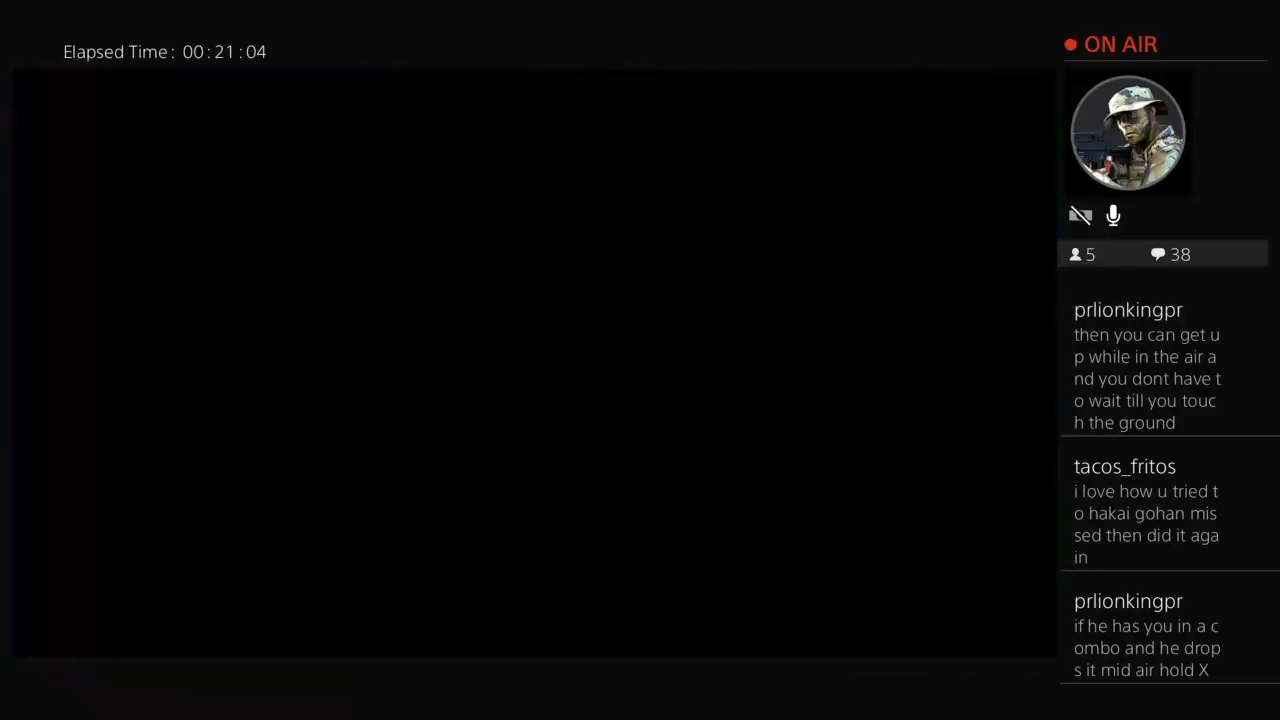 Elapsed Time: 00:21:04
ON AIR
5 38
prlionkingpr
then you can get u
p while in the air a
nd you dont have t
o wait till you touc
h the ground
tacos_fritos
i love how u tried t
o hakai gohan mis
sed then did it aga
in
prlionkingpr
if he has you in a c
ombo and he drop
s it mid air hold X